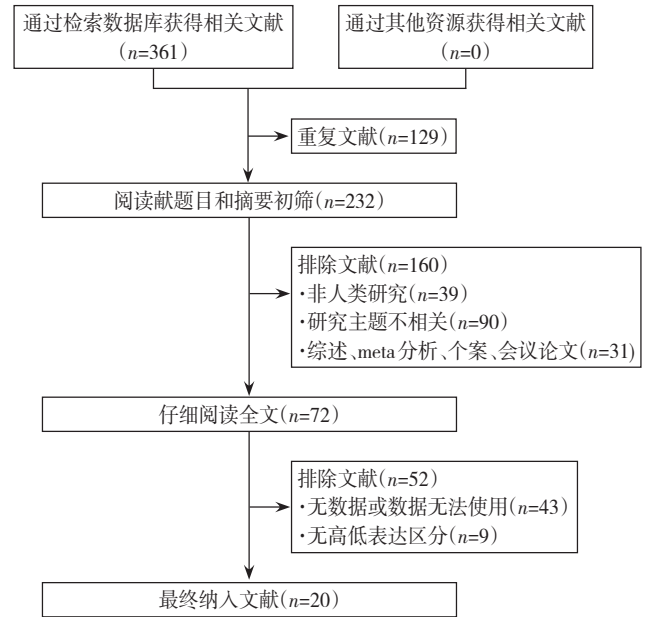 通过检索数据库获得相关文献
(n=361)
通过其他资源获得相关文献
(n=0)
重复文献(n=129)
阅读献题目和摘要初筛(n=232)
排除文献(n=160)
·非人类研究(n=39)
·研究主题不相关(n=90)
·综述、meta分析、个案、会议论文(n=31)
仔细阅读全文(n=72)
排除文献(n=52)
·无数据或数据无法使用(n=43)
·无高低表达区分(n=9)
最终纳入文献(n=20)